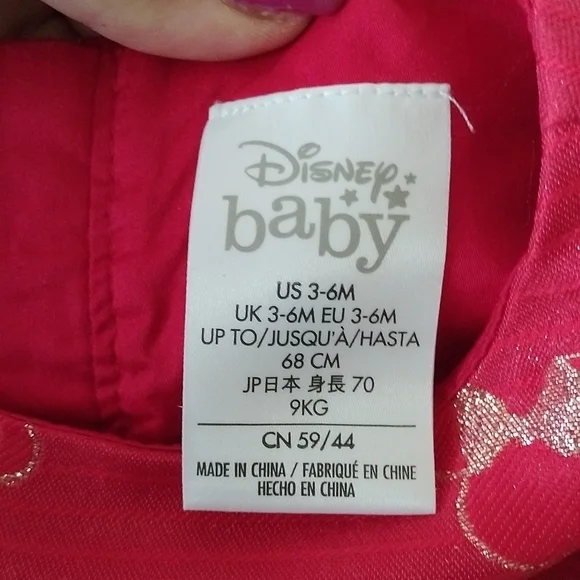 Disney
baby
US 3-6M
UK 3-6M EU 3-6M
UP TO/JUSQU'À/HASTA
68 CM
JP日本 身長 70
9KG
CN 59/44
MADE IN CHINA / FABRIQUÉ EN CHINE
HECHO EN CHINA